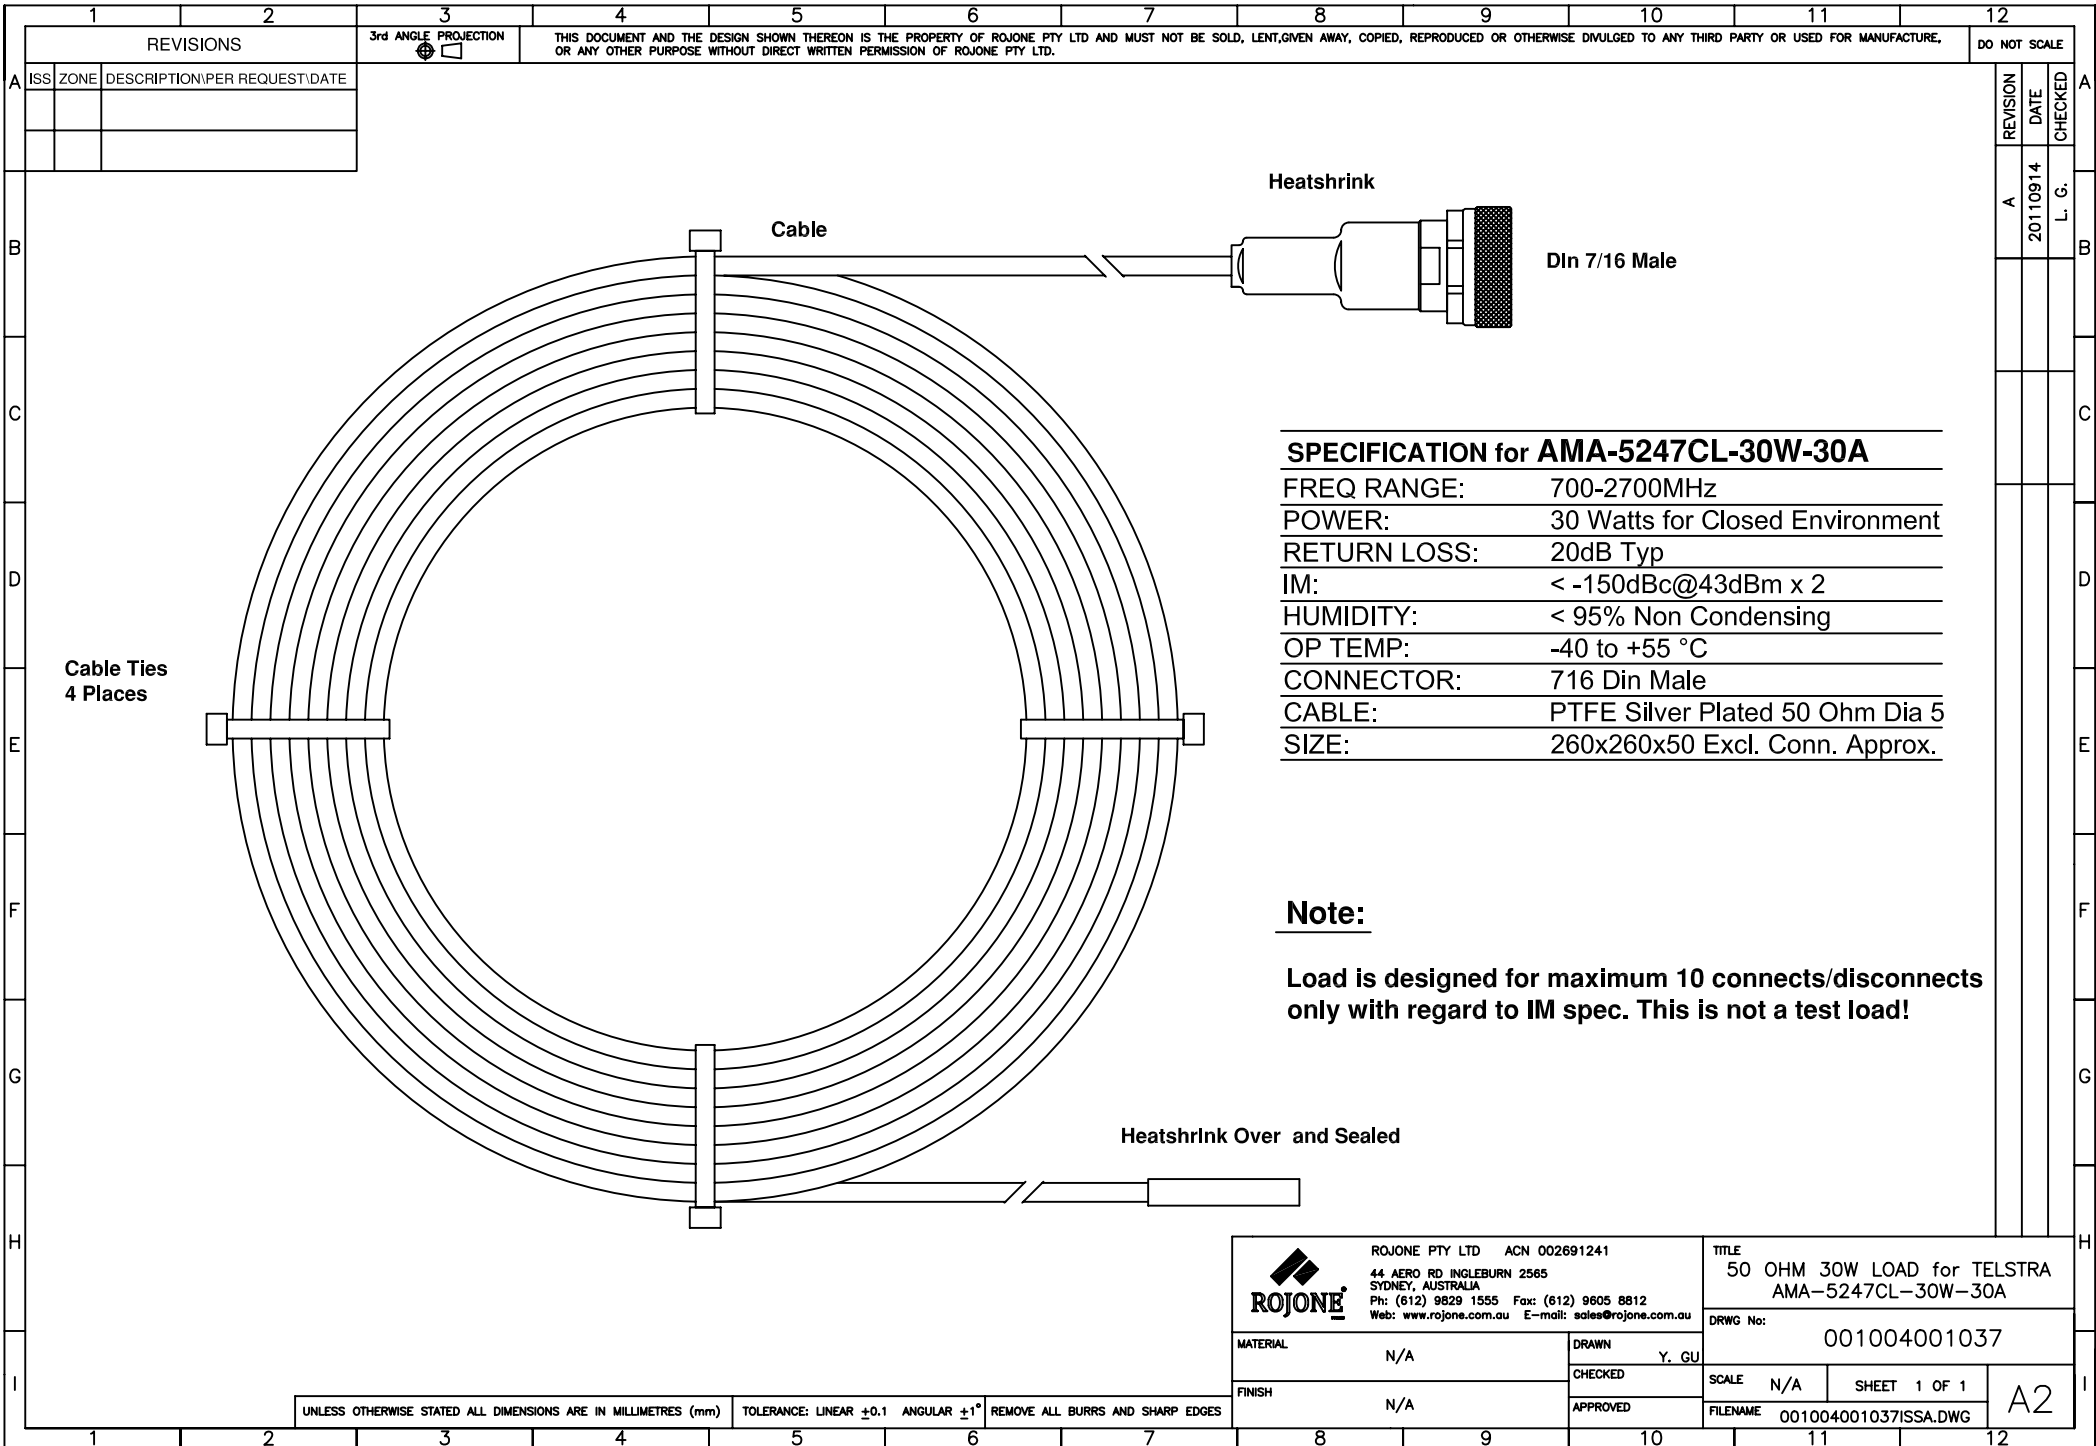 1 2 3 4 5 6 7 8 9 10 11 12
REVISIONS
3rd ANGLE PROJECTION
THIS DOCUMENT AND THE DESIGN SHOWN THEREON IS THE PROPERTY OF ROJONE PTY LTD AND MUST NOT BE SOLD, LENT,GIVEN AWAY, COPIED, REPRODUCED OR OTHERWISE DIVULGED TO ANY THIRD PARTY OR USED FOR MANUFACTURE,
OR ANY OTHER PURPOSE WITHOUT DIRECT WRITTEN PERMISSION OF ROJONE PTY LTD.
DO NOT SCALE
ISS ZONE DESCRIPTION\PER REQUEST\DATE
A
B
C
D
E
F
G
H
I
A
B
C
D
E
F
G
H
I
REVISION A
DATE 20110914
CHECKED L. G.
Heatshrink
Cable
DIn 7/16 Male
Cable Ties
4 Places
SPECIFICATION for AMA-5247CL-30W-30A
FREQ RANGE: 700-2700MHz
POWER: 30 Watts for Closed Environment
RETURN LOSS: 20dB Typ
IM: < -150dBc@43dBm x 2
HUMIDITY: < 95% Non Condensing
OP TEMP: -40 to +55 °C
CONNECTOR: 716 Din Male
CABLE: PTFE Silver Plated 50 Ohm Dia 5
SIZE: 260x260x50 Excl. Conn. Approx.
Note:
Load is designed for maximum 10 connects/disconnects
only with regard to IM spec. This is not a test load!
HeatshrInk Over and Sealed
ROJONE
ROJONE PTY LTD ACN 002691241
44 AERO RD INGLEBURN 2565
SYDNEY, AUSTRALIA
Ph: (612) 9829 1555 Fax: (612) 9605 8812
Web: www.rojone.com.au E-mail: sales@rojone.com.au
TITLE
50 OHM 30W LOAD for TELSTRA
AMA-5247CL-30W-30A
DRWG No:
001004001037
MATERIAL N/A
DRAWN Y. GU
CHECKED
FINISH N/A
APPROVED
SCALE N/A
SHEET 1 OF 1
A2
FILENAME 001004001037ISSA.DWG
UNLESS OTHERWISE STATED ALL DIMENSIONS ARE IN MILLIMETRES (mm)
TOLERANCE: LINEAR ±0.1 ANGULAR ±1°
REMOVE ALL BURRS AND SHARP EDGES
1 2 3 4 5 6 7 8 9 10 11 12